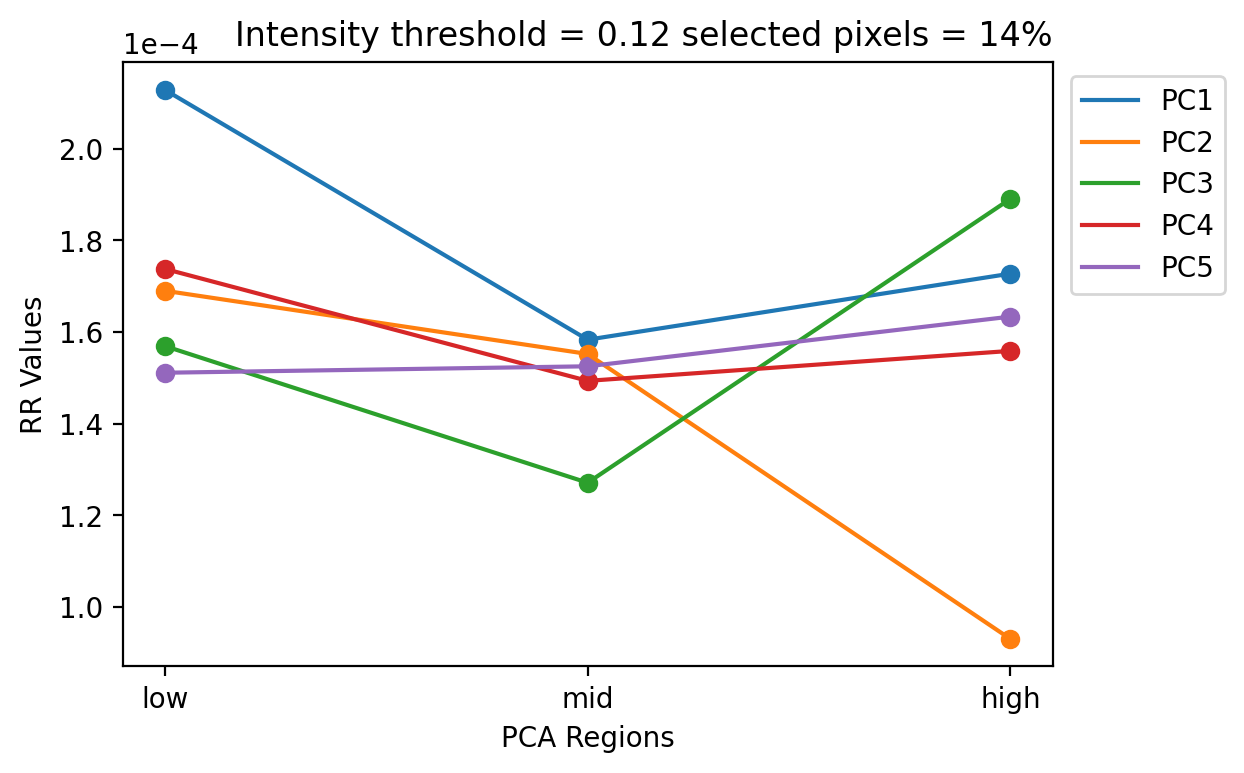 Intensity threshold = 0.12 selected pixels = 14%
1e−4
2.0
1.8
1.6
1.4
1.2
1.0
RR Values
low
mid
high
PCA Regions
PC1
PC2
PC3
PC4
PC5